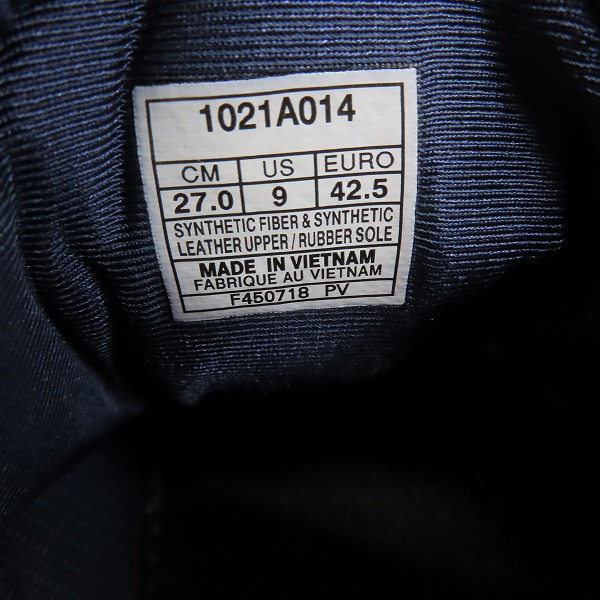 1021A014
CM US EURO
27.0 9 42.5
SYNTHETIC FIBER & SYNTHETIC
LEATHER UPPER / RUBBER SOLE
MADE IN VIETNAM
FABRIQUE AU VIETNAM
F450718 PV